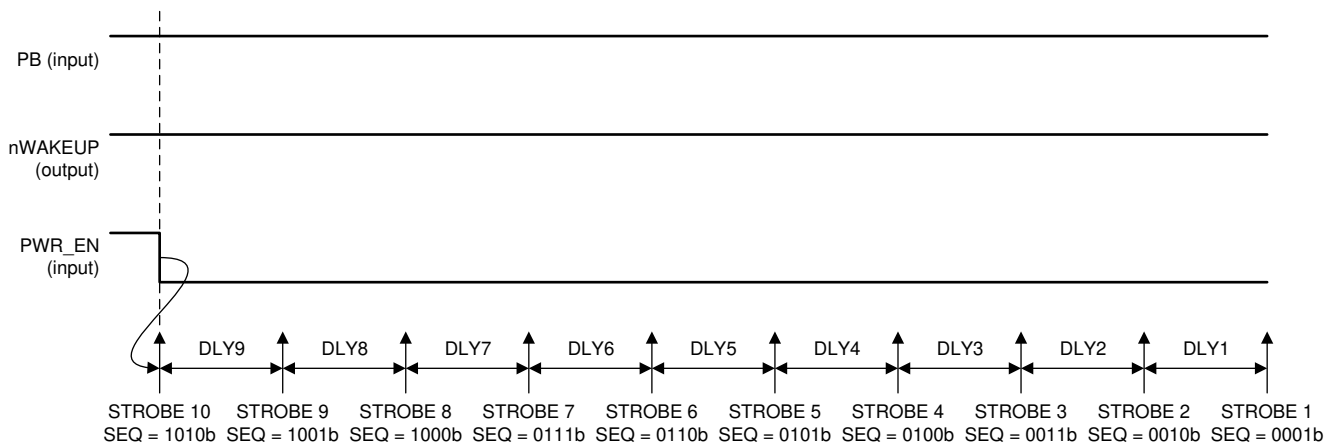 PB (input)
nWAKEUP
(output)
PWR_EN
(input)
DLY9 DLY8 DLY7 DLY6 DLY5 DLY4 DLY3 DLY2 DLY1
STROBE 10 STROBE 9 STROBE 8 STROBE 7 STROBE 6 STROBE 5 STROBE 4 STROBE 3 STROBE 2 STROBE 1
SEQ = 1010b SEQ = 1001b SEQ = 1000b SEQ = 0111b SEQ = 0110b SEQ = 0101b SEQ = 0100b SEQ = 0011b SEQ = 0010b SEQ = 0001b